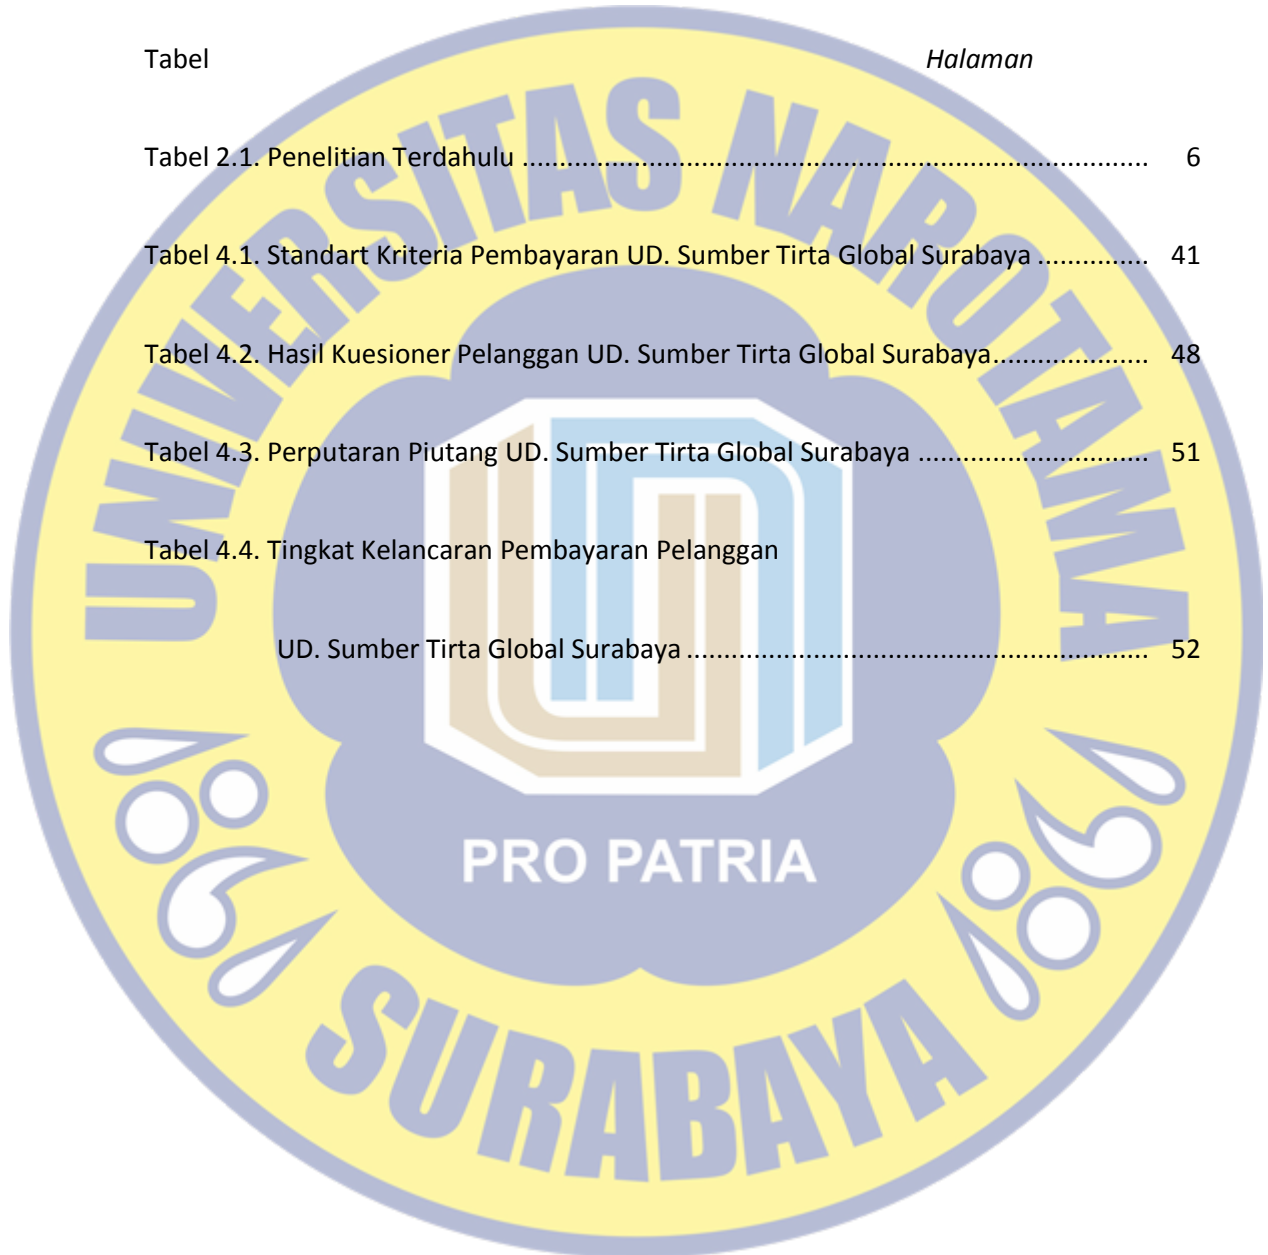 Tabel Halaman
Tabel 2.1. Penelitian Terdahulu .................................................................................... 6
Tabel 4.1. Standart Kriteria Pembayaran UD. Sumber Tirta Global Surabaya ............... 41
Tabel 4.2. Hasil Kuesioner Pelanggan UD. Sumber Tirta Global Surabaya..................... 48
Tabel 4.3. Perputaran Piutang UD. Sumber Tirta Global Surabaya ............................... 51
Tabel 4.4. Tingkat Kelancaran Pembayaran Pelanggan
UD. Sumber Tirta Global Surabaya .............................................................. 52
UNIVERSITAS NAROTAMA
PRO PATRIA
SURABAYA